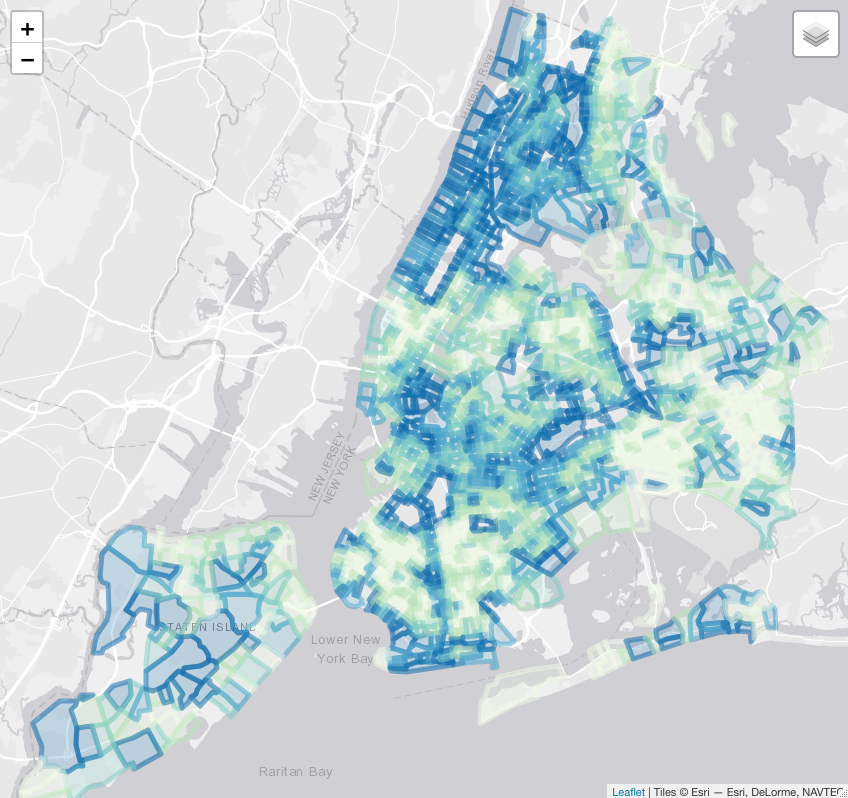 +
−
Hudson River
NEW JERSEY
NEW YORK
STATEN ISLAND
Lower New
York Bay
Raritan Bay
Leaflet | Tiles © Esri — Esri, DeLorme, NAVTEQ